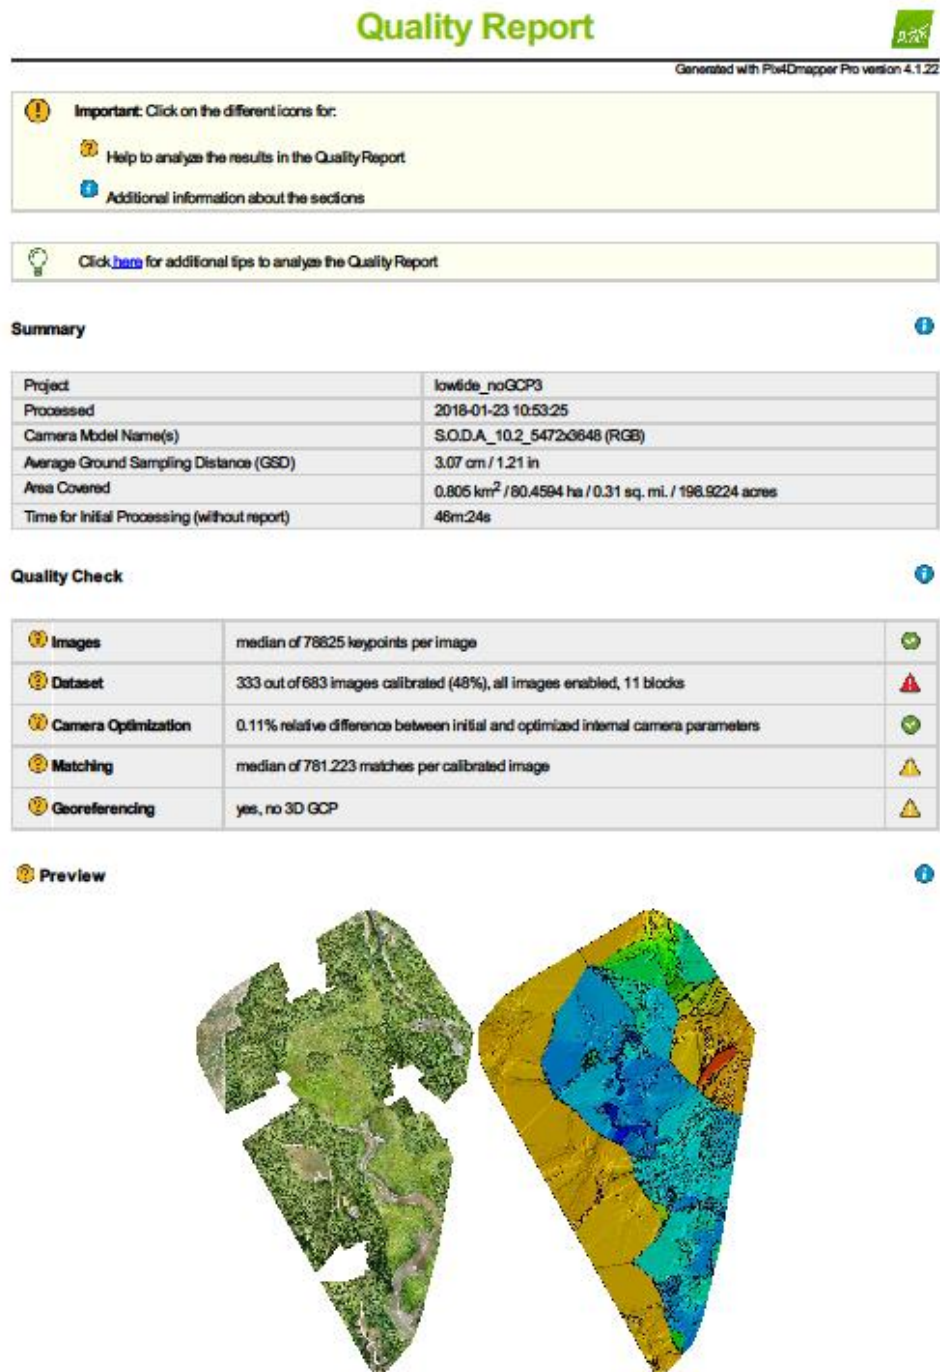 Quality Report
Generated with Pix4Dmapper Pro version 4.1.22
Important: Click on the different icons for:
Help to analyze the results in the Quality Report
Additional information about the sections
Click here for additional tips to analyze the Quality Report
Summary
Project lowtide_noGCP3
Processed 2018-01-23 10:53:25
Camera Model Name(s) S.O.D.A_10.2_5472x3648 (RGB)
Average Ground Sampling Distance (GSD) 3.07 cm / 1.21 in
Area Covered 0.805 km² / 80.4594 ha / 0.31 sq. mi. / 198.9224 acres
Time for Initial Processing (without report) 46m:24s
Quality Check
Images median of 78825 keypoints per image
Dataset 333 out of 683 images calibrated (48%), all images enabled, 11 blocks
Camera Optimization 0.11% relative difference between initial and optimized internal camera parameters
Matching median of 781.223 matches per calibrated image
Georeferencing yes, no 3D GCP
Preview